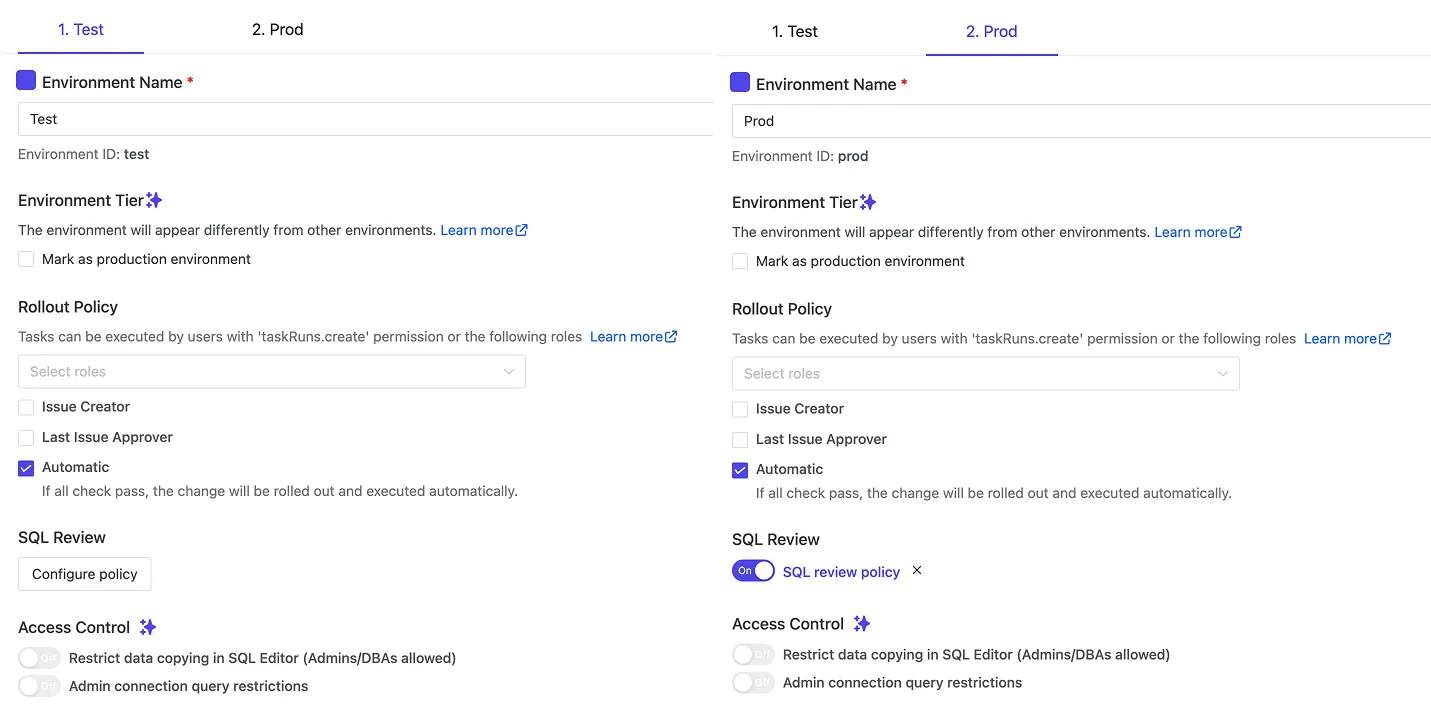 1. Test
2. Prod
Environment Name *
Test
Environment ID: test
Environment Tier
The environment will appear differently from other environments. Learn more
Mark as production environment
Rollout Policy
Tasks can be executed by users with 'taskRuns.create' permission or the following roles Learn more
Select roles
Issue Creator
Last Issue Approver
Automatic
If all check pass, the change will be rolled out and executed automatically.
SQL Review
Configure policy
Access Control
Off Restrict data copying in SQL Editor (Admins/DBAs allowed)
Off Admin connection query restrictions
1. Test
2. Prod
Environment Name *
Prod
Environment ID: prod
Environment Tier
The environment will appear differently from other environments. Learn more
Mark as production environment
Rollout Policy
Tasks can be executed by users with 'taskRuns.create' permission or the following roles Learn more
Select roles
Issue Creator
Last Issue Approver
Automatic
If all check pass, the change will be rolled out and executed automatically.
SQL Review
On SQL review policy
Access Control
Off Restrict data copying in SQL Editor (Admins/DBAs allowed)
Off Admin connection query restrictions